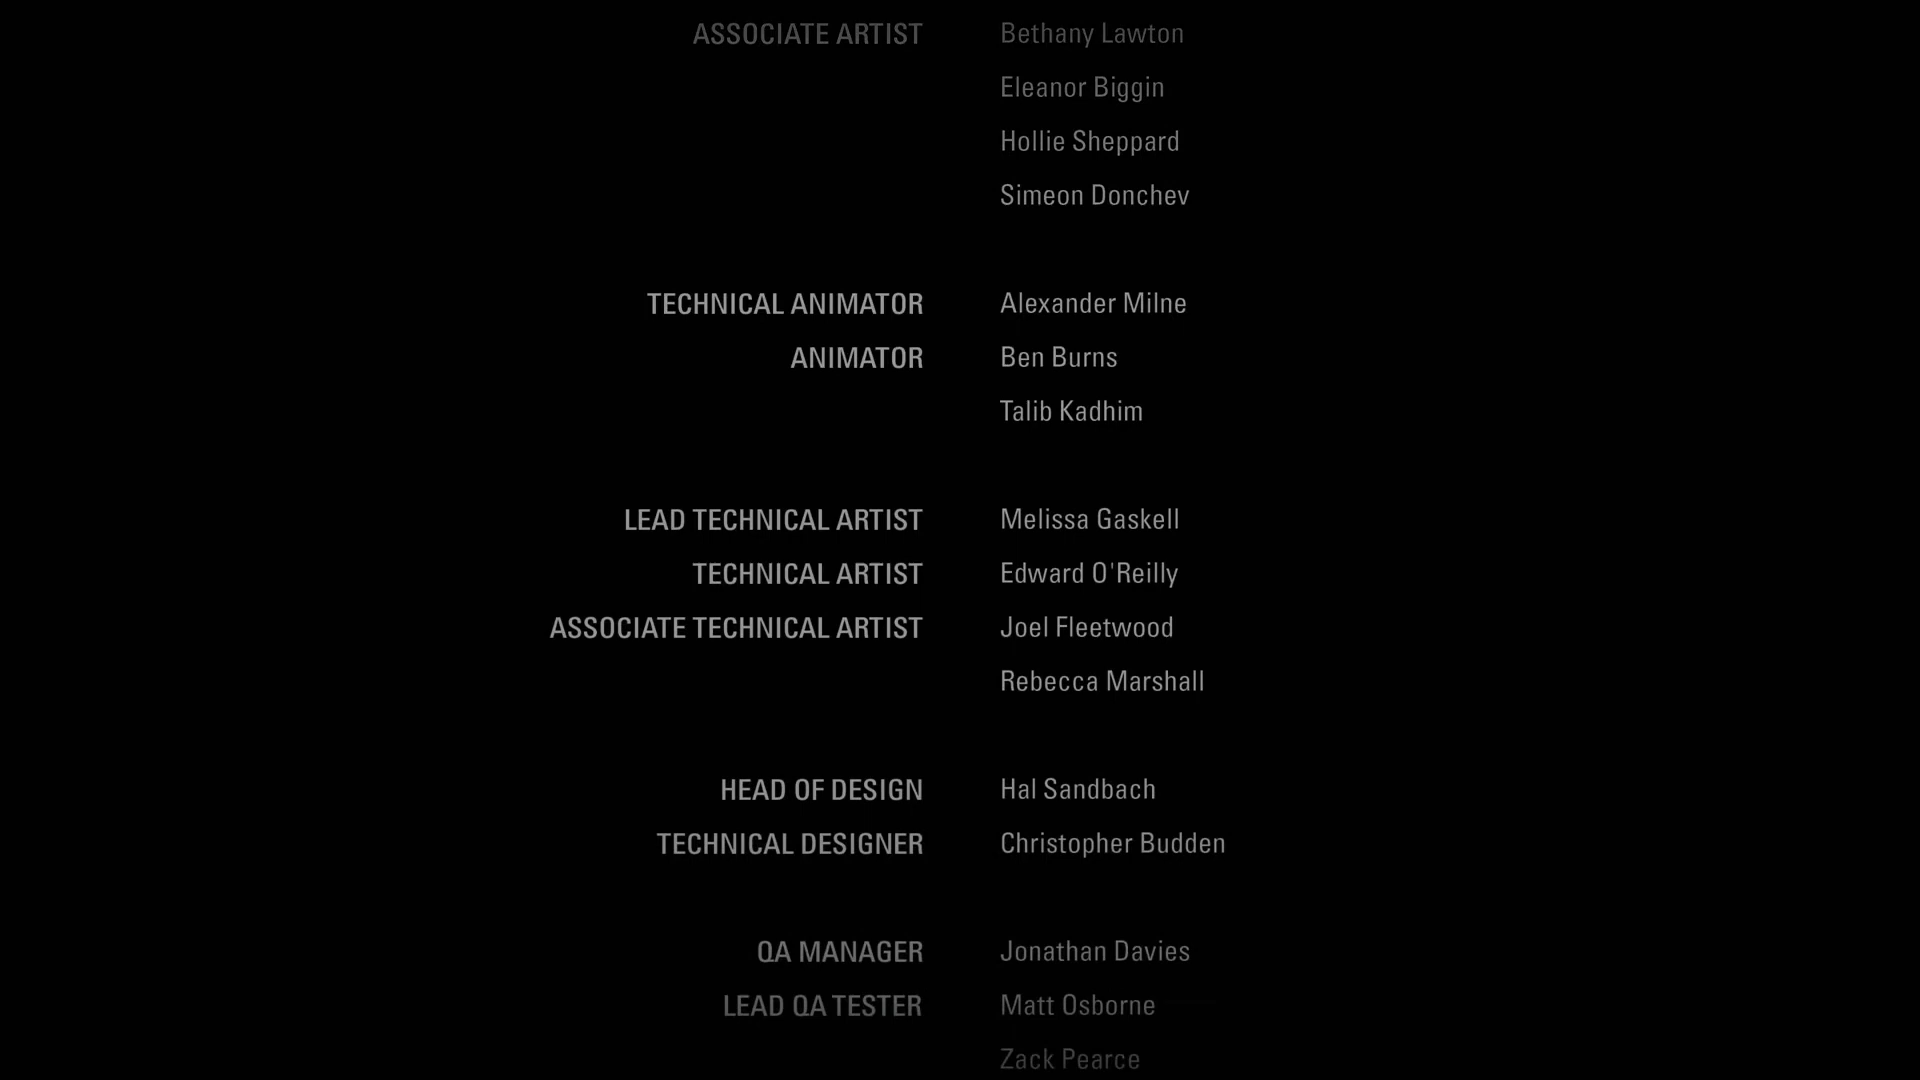 ASSOCIATE ARTIST Bethany Lawton
Eleanor Biggin
Hollie Sheppard
Simeon Donchev
TECHNICAL ANIMATOR Alexander Milne
ANIMATOR Ben Burns
Talib Kadhim
LEAD TECHNICAL ARTIST Melissa Gaskell
TECHNICAL ARTIST Edward O'Reilly
ASSOCIATE TECHNICAL ARTIST Joel Fleetwood
Rebecca Marshall
HEAD OF DESIGN Hal Sandbach
TECHNICAL DESIGNER Christopher Budden
QA MANAGER Jonathan Davies
LEAD QA TESTER Matt Osborne
Zack Pearce